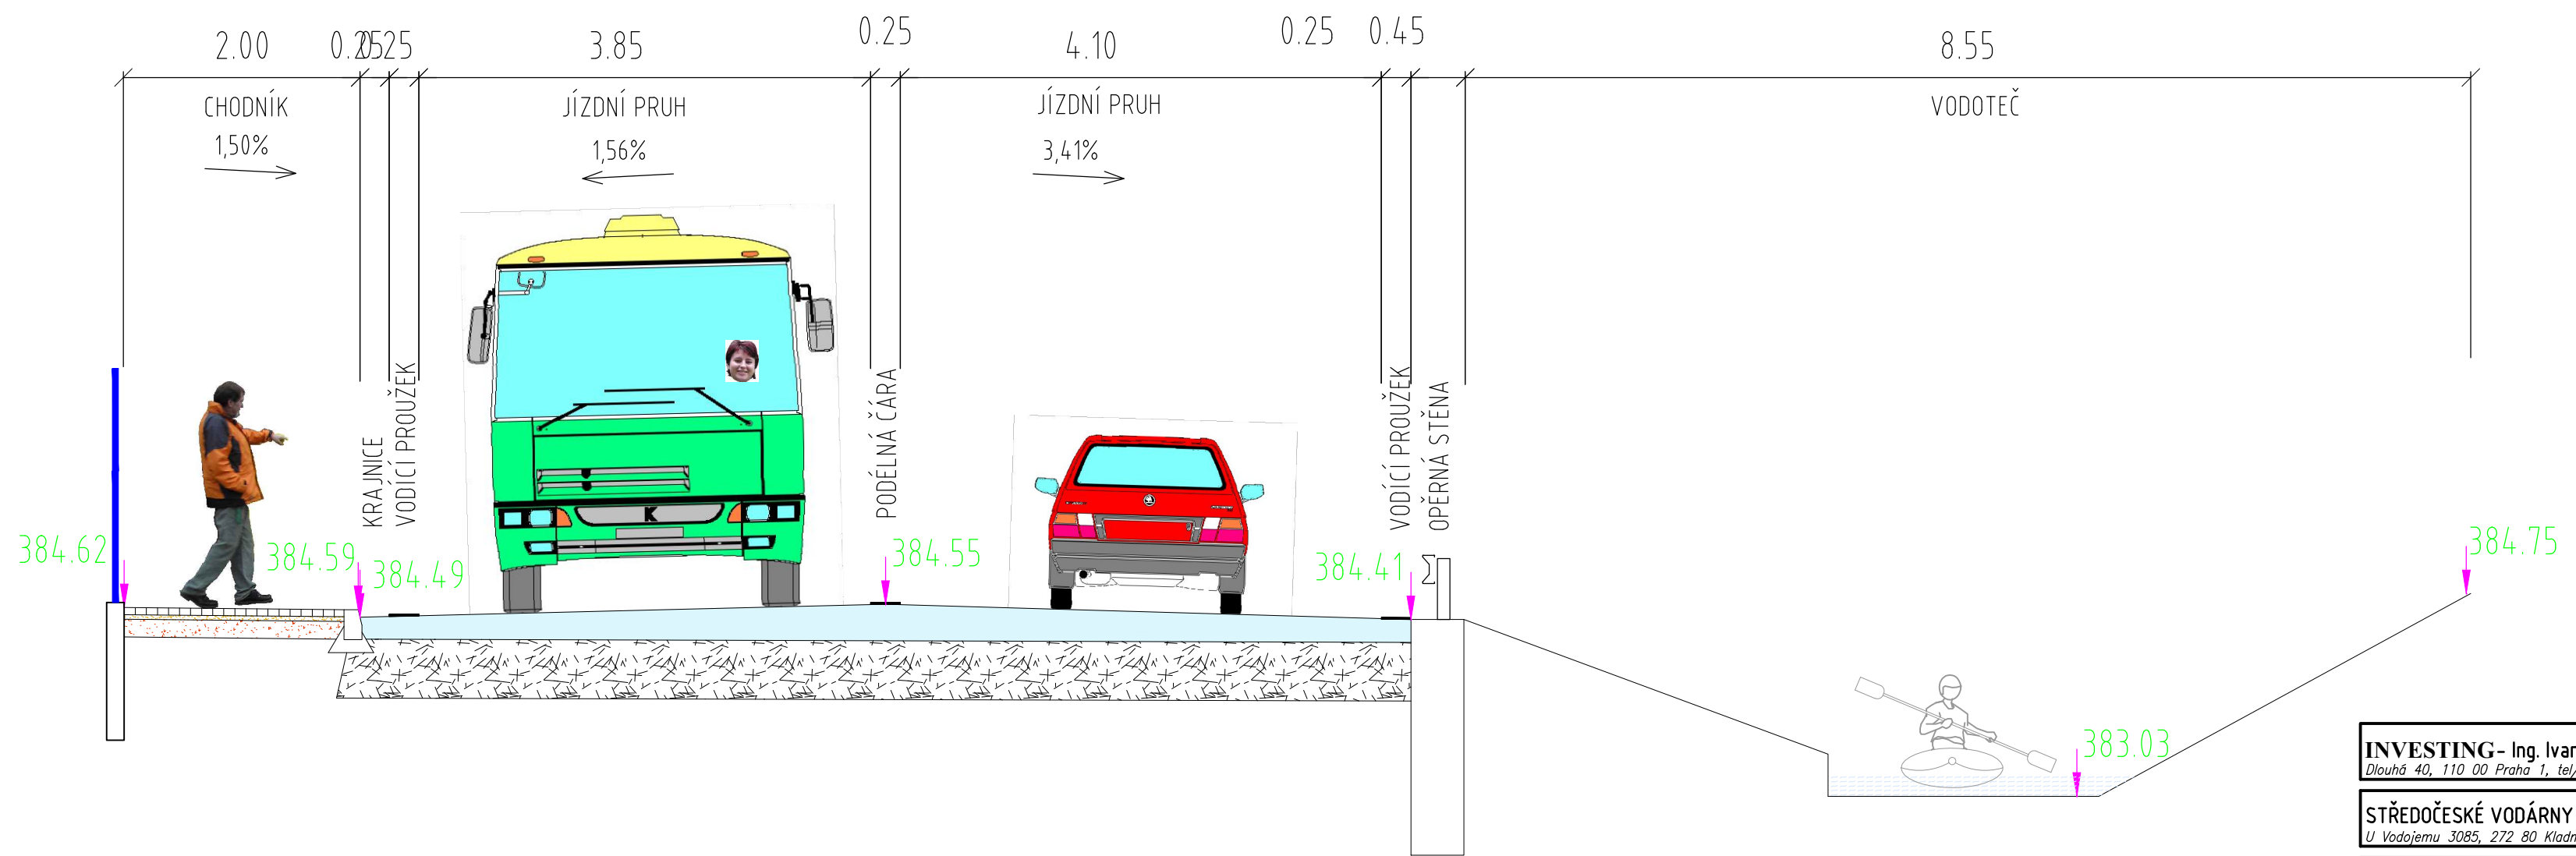 2.00 0.25 0.25 3.85 0.25 4.10 0.25 0.45 8.55
CHODNÍK JÍZDNÍ PRUH JÍZDNÍ PRUH VODOTEČ
1,50% 1,56% 3,41%
KRAJNICE
VODÍCÍ PROUŽEK
PODÉLNÁ ČÁRA
VODÍCÍ PROUŽEK
OPĚRNÁ STĚNA
K
384.62 384.59 384.49 384.55 384.41 384.75
383.03
INVESTING - Ing. Ivan
Dlouhá 40, 110 00 Praha 1, tel/
STŘEDOČESKÉ VODÁRNY
U Vodojemu 3085, 272 80 Kladn